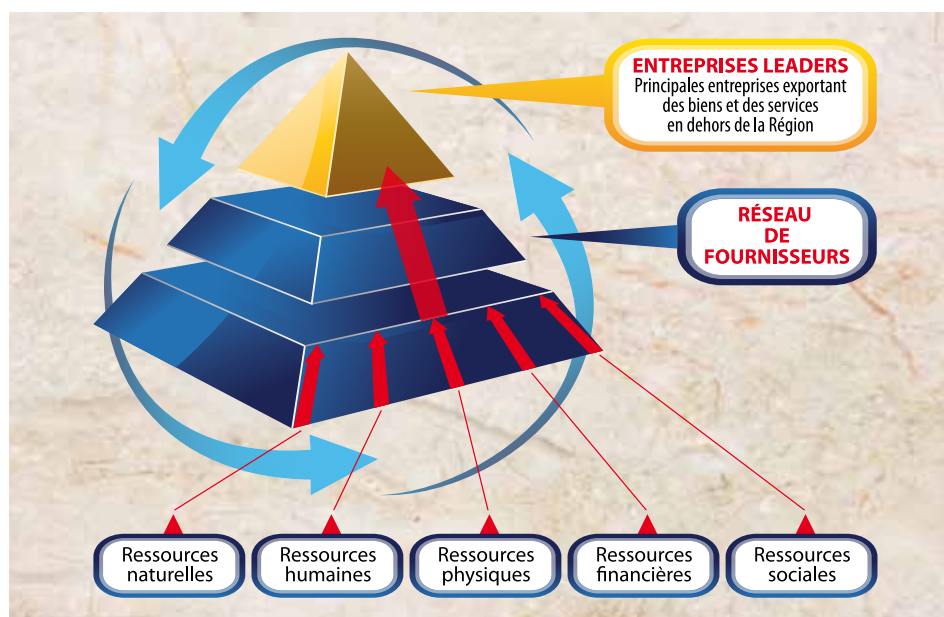 ENTREPRISES LEADERS
Principales entreprises exportant
des biens et des services
en dehors de la Région
RÉSEAU
DE
FOURNISSEURS
Ressources
naturelles
Ressources
humaines
Ressources
physiques
Ressources
financières
Ressources
sociales